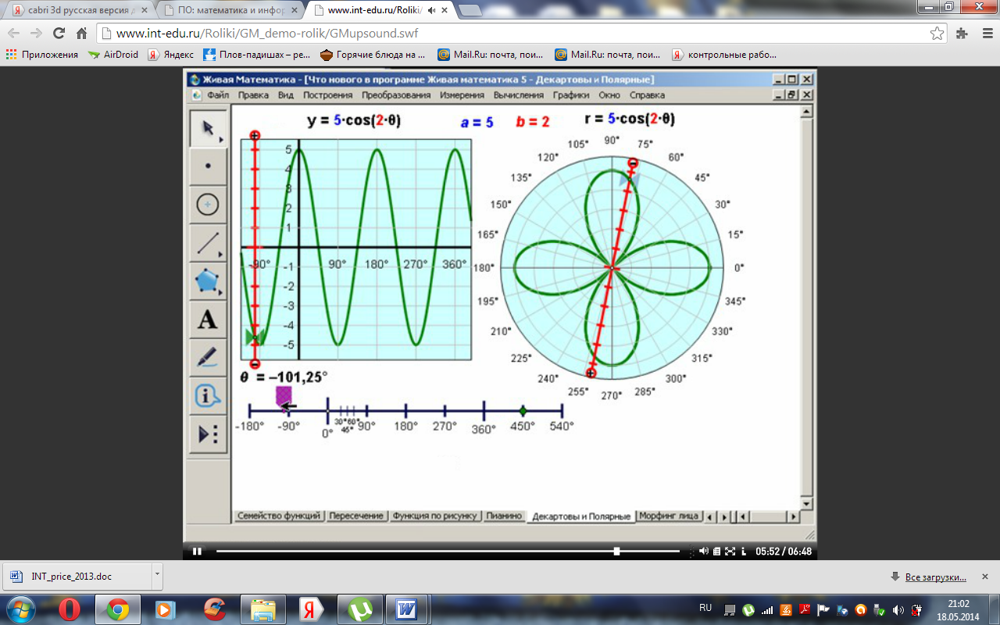 cabri 3d русская версия д
ПО: математика и инфор
www.int-edu.ru/Roliki/
www.int-edu.ru/Roliki/GM_demo-rolik/GMupsound.swf
Приложения AirDroid Яндекс Плов-падишах – ре... Горячие блюда на ... Mail.Ru: почта, пои... Mail.Ru: почта, пои... контрольные рабо...
Живая Математика - [Что нового в программе Живая математика 5 - Декартовы и Полярные]
Файл Правка Вид Построения Преобразования Измерения Вычисления Графики Окно Справка
y = 5·cos(2·θ) a = 5 b = 2 r = 5·cos(2·θ)
5
4
3
2
1
-90° 90° 180° 270° 360°
-1
-2
-3
-4
-5
90°
105° 75°
120° 60°
135° 45°
150° 30°
165° 15°
180° 0°
195° 345°
210° 330°
225° 315°
240° 300°
255° 285°
270°
θ = –101,25°
-180° -90° 0° 30° 45° 60° 90° 180° 270° 360° 450° 540°
A
Семейство функций Пересечение Функция по рисунку Пианино Декартовы и Полярные Морфинг лица
05:52 / 06:48
INT_price_2013.doc
Все загрузки...
RU
21:02
18.05.2014